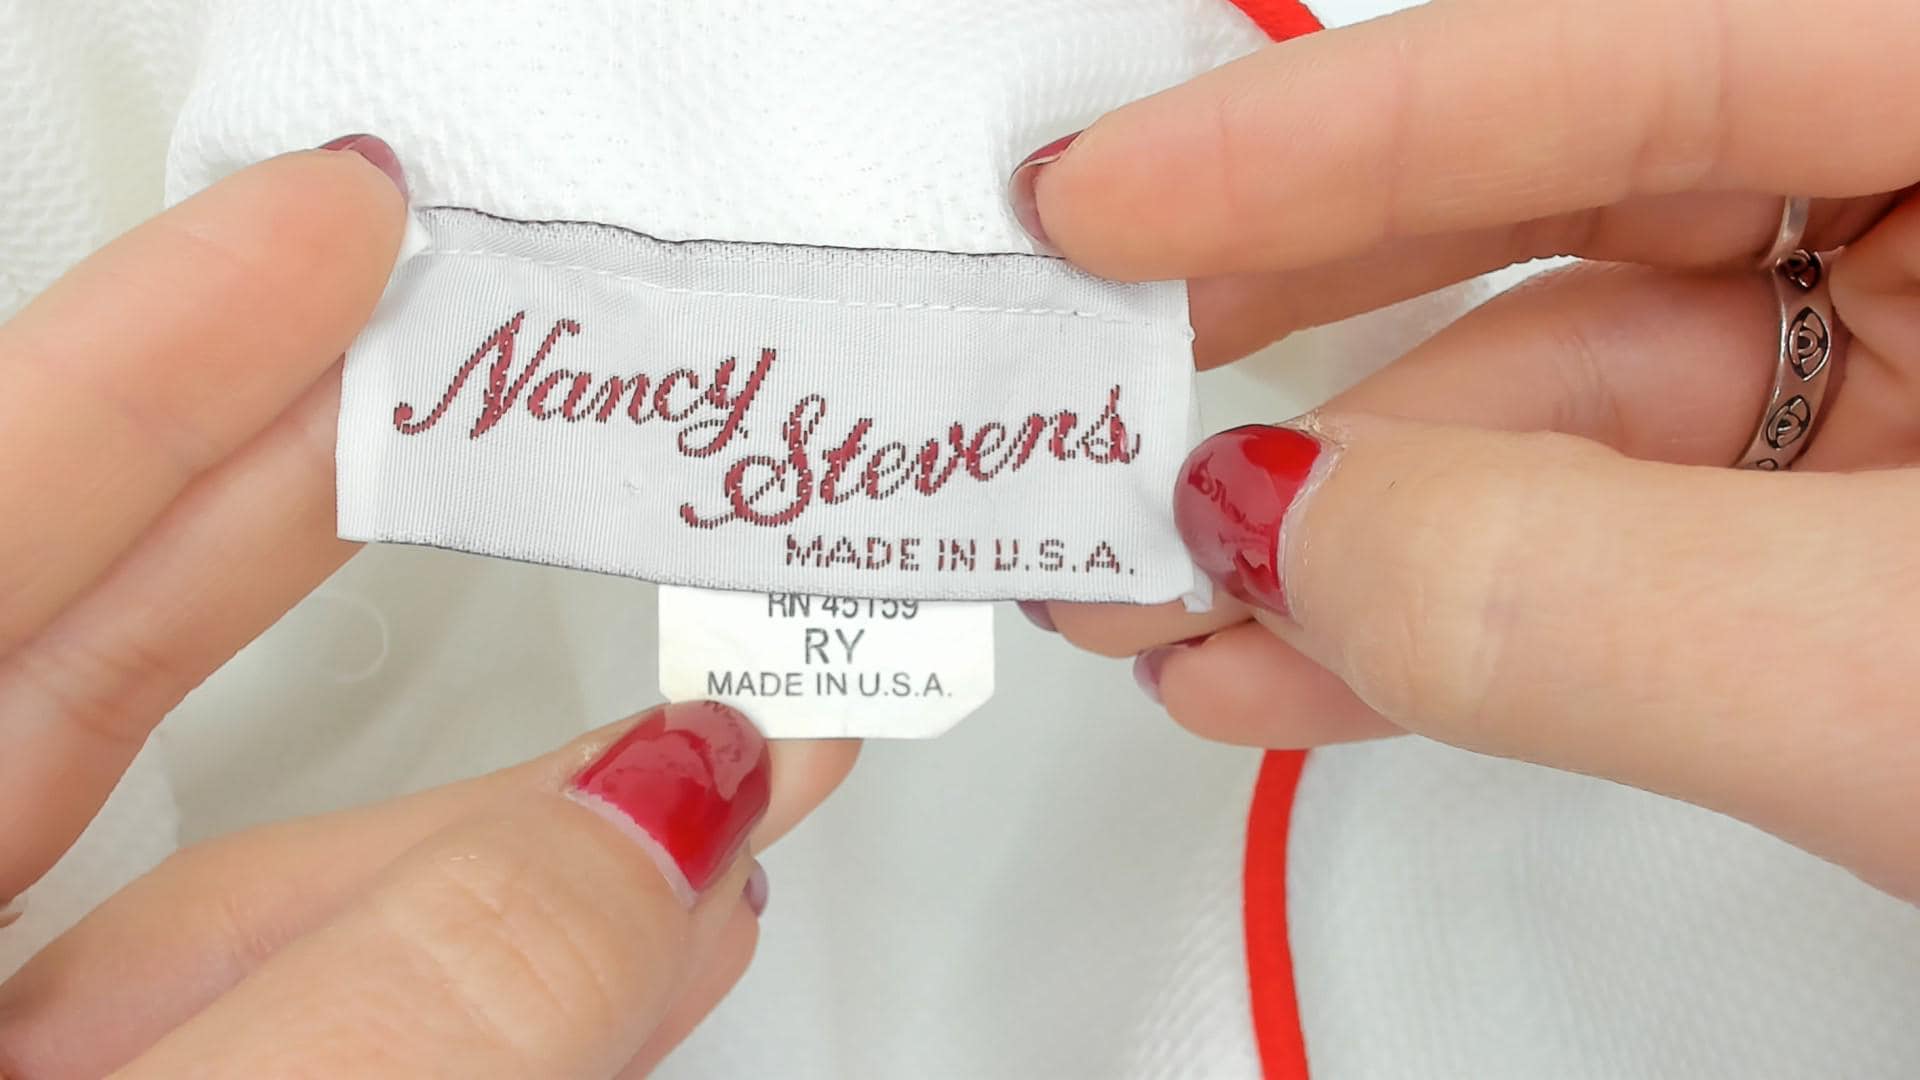 Nancy
Stevens
MADE IN U.S.A.
RN 45159
RY
MADE IN U.S.A.